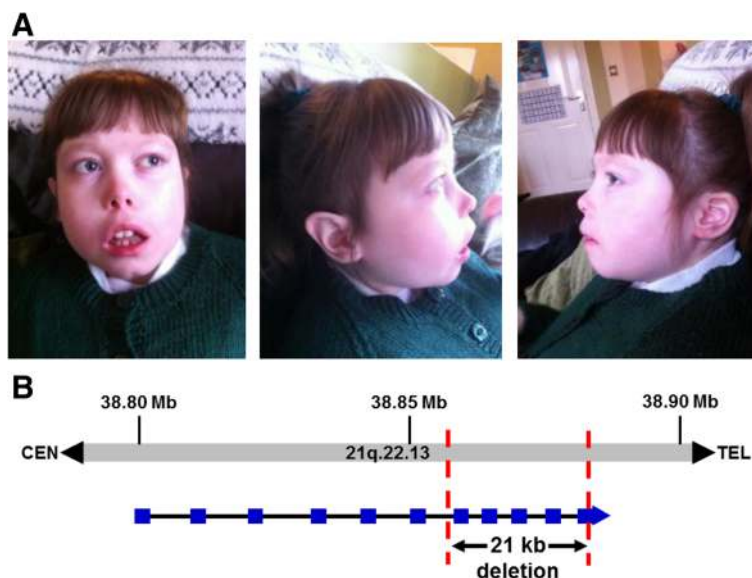 A
B
38.80 Mb
38.85 Mb
38.90 Mb
CEN
21q.22.13
TEL
21 kb
deletion